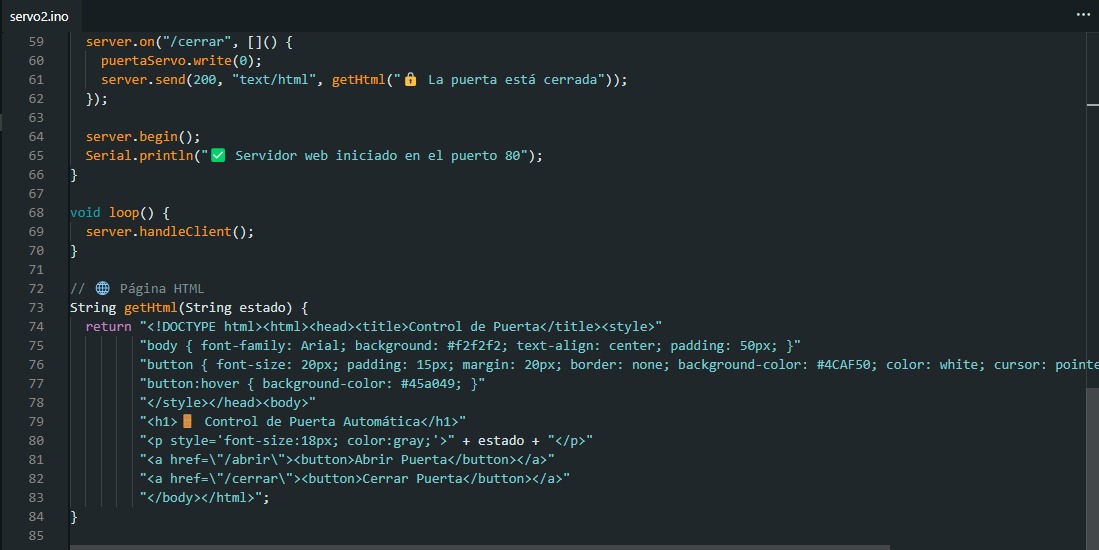 servo2.ino
59 server.on("/cerrar", []() {
60 puertaServo.write(0);
61 server.send(200, "text/html", getHtml("🔒 La puerta está cerrada"));
62 });
63
64 server.begin();
65 Serial.println("✅ Servidor web iniciado en el puerto 80");
66 }
67
68 void loop() {
69 server.handleClient();
70 }
71
72 // 🌐 Página HTML
73 String getHtml(String estado) {
74 return "<!DOCTYPE html><html><head><title>Control de Puerta</title><style>"
75 "body { font-family: Arial; background: #f2f2f2; text-align: center; padding: 50px; }"
76 "button { font-size: 20px; padding: 15px; margin: 20px; border: none; background-color: #4CAF50; color: white; cursor: pointe
77 "button:hover { background-color: #45a049; }"
78 "</style></head><body>"
79 "<h1>🚪 Control de Puerta Automática</h1>"
80 "<p style='font-size:18px; color:gray;'>" + estado + "</p>"
81 "<a href=\"/abrir\"><button>Abrir Puerta</button></a>"
82 "<a href=\"/cerrar\"><button>Cerrar Puerta</button></a>"
83 "</body></html>";
84 }
85